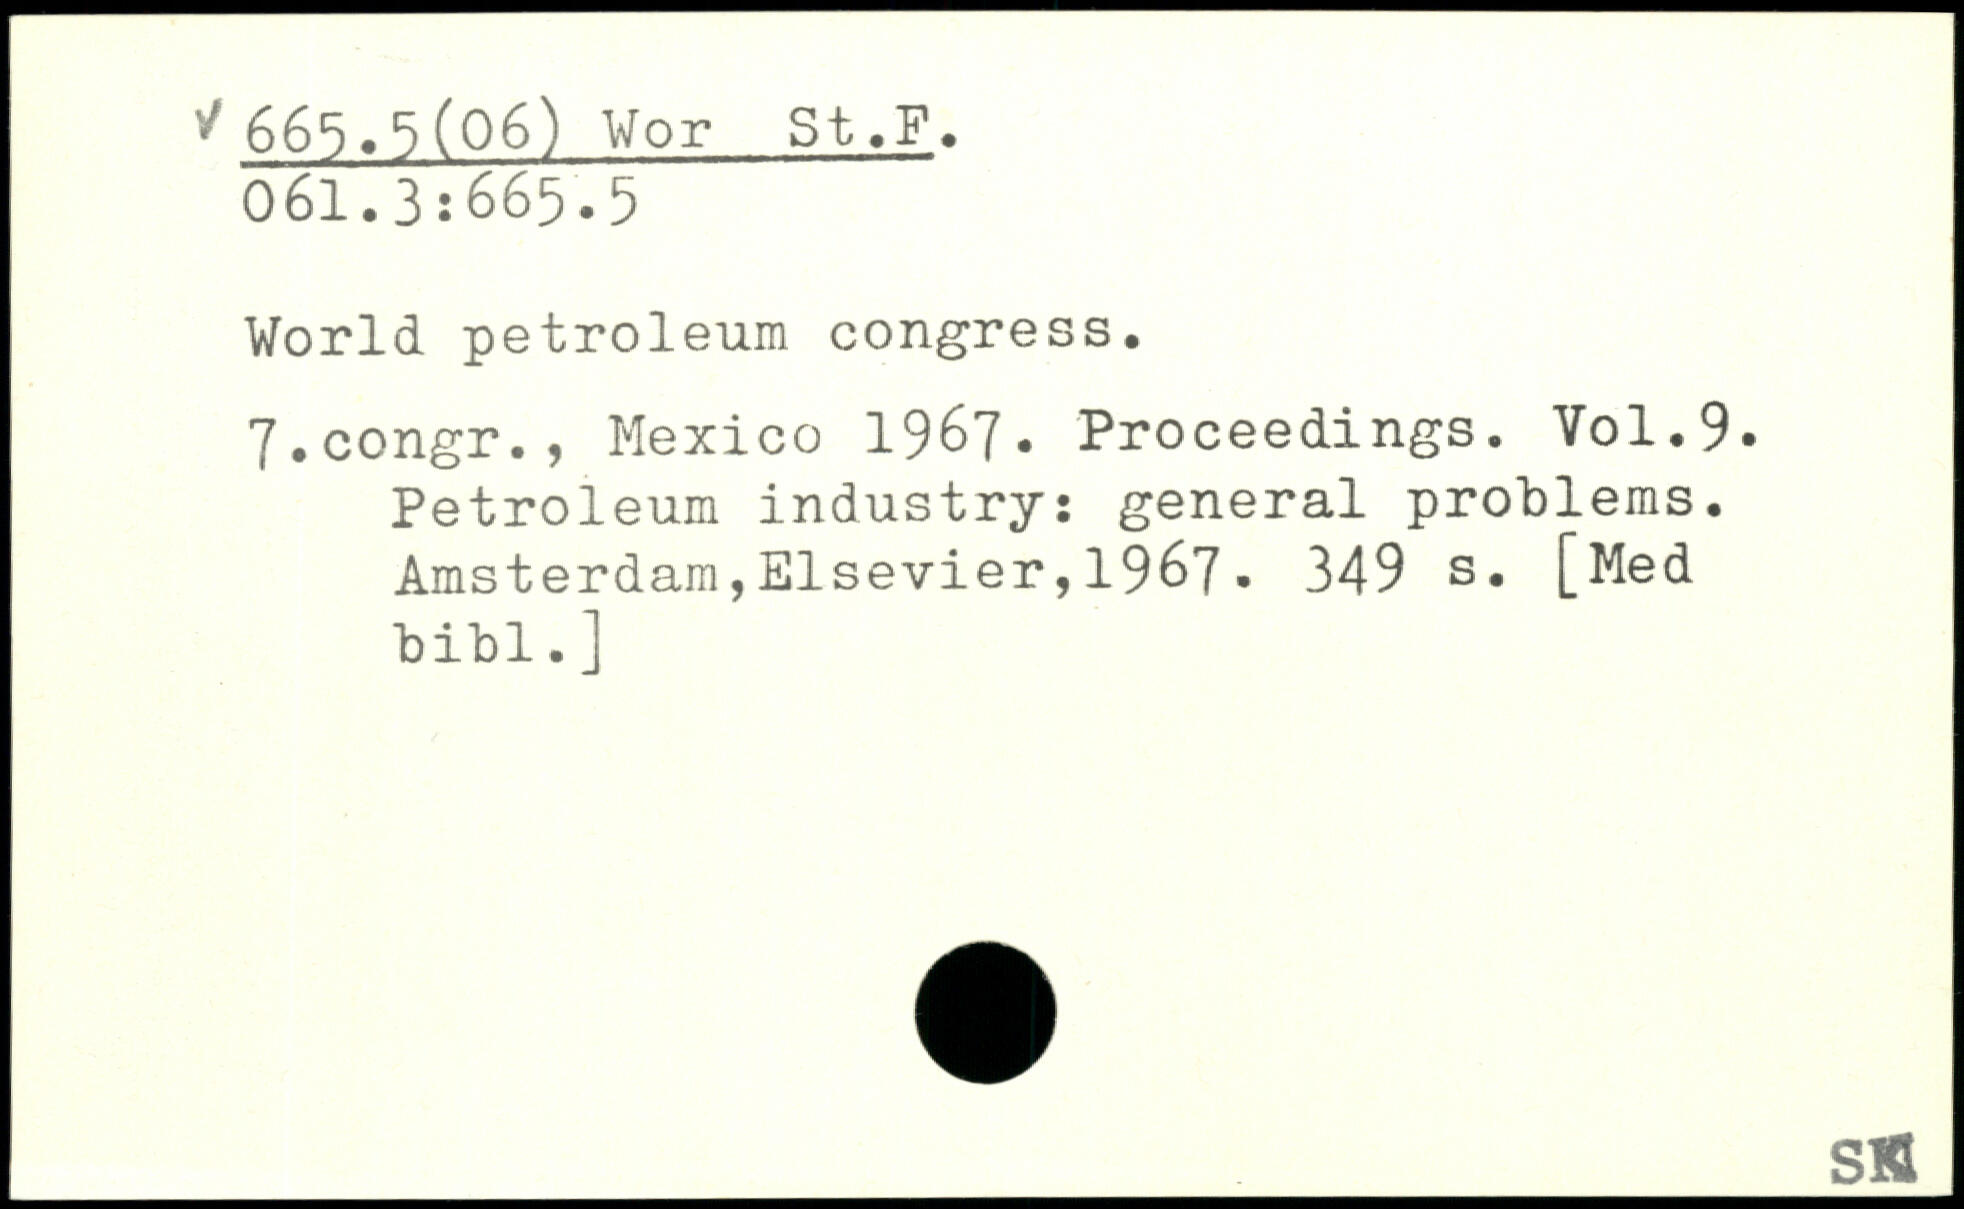 ✓ 665.5(06) Wor St.F.
061.3:665.5
World petroleum congress.
7.congr., Mexico 1967. Proceedings. Vol.9.
Petroleum industry: general problems.
Amsterdam,Elsevier,1967. 349 s. [Med
bibl.]